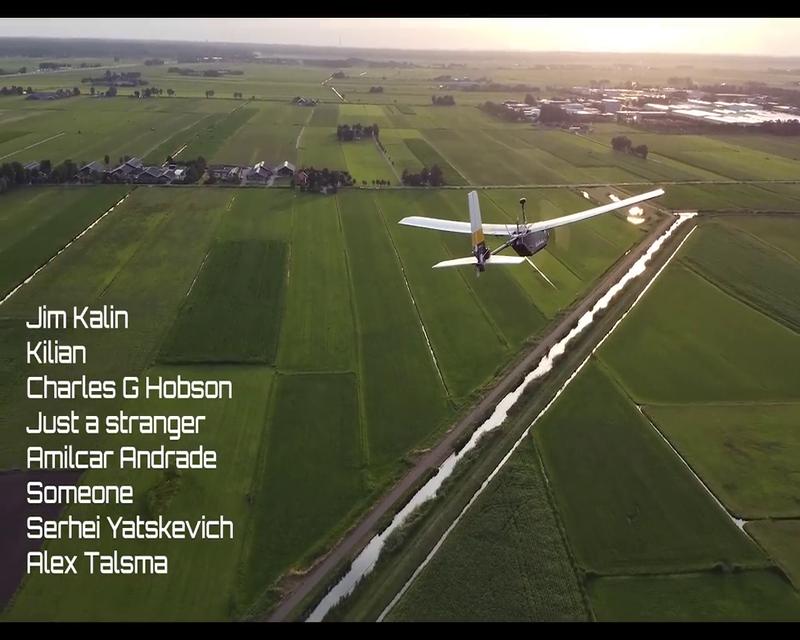 Jim Kalin
Kilian
Charles G Hobson
Just a stranger
Amilcar Andrade
Someone
Serhei Yatskevich
Alex Talsma